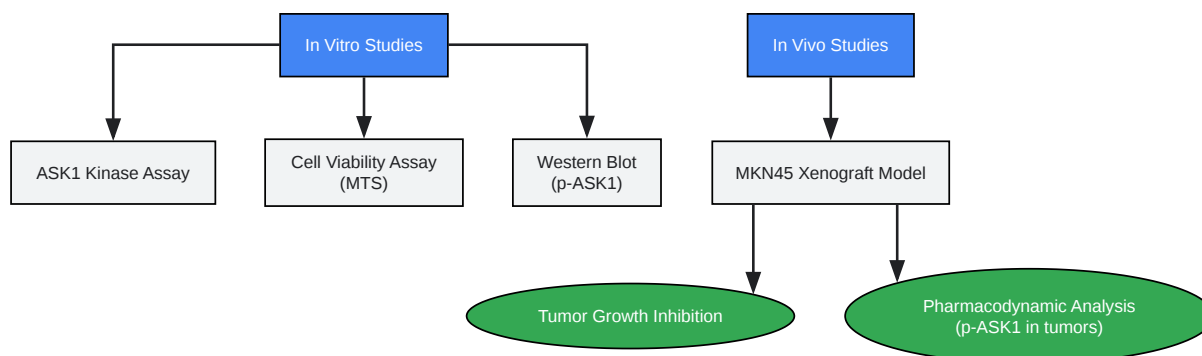 In Vitro Studies
In Vivo Studies
ASK1 Kinase Assay
Cell Viability Assay
(MTS)
Western Blot
(p-ASK1)
MKN45 Xenograft Model
Tumor Growth Inhibition
Pharmacodynamic Analysis
(p-ASK1 in tumors)